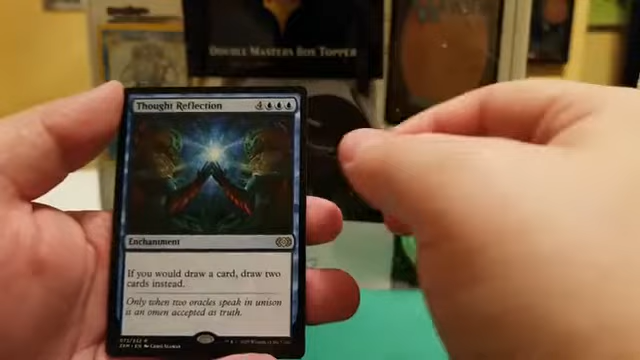 DOUBLE MASTERS BOX TOPPER
Thought Reflection 4
Enchantment
If you would draw a card, draw two
cards instead.
Only when two oracles speak in unison
is an omen accepted as truth.